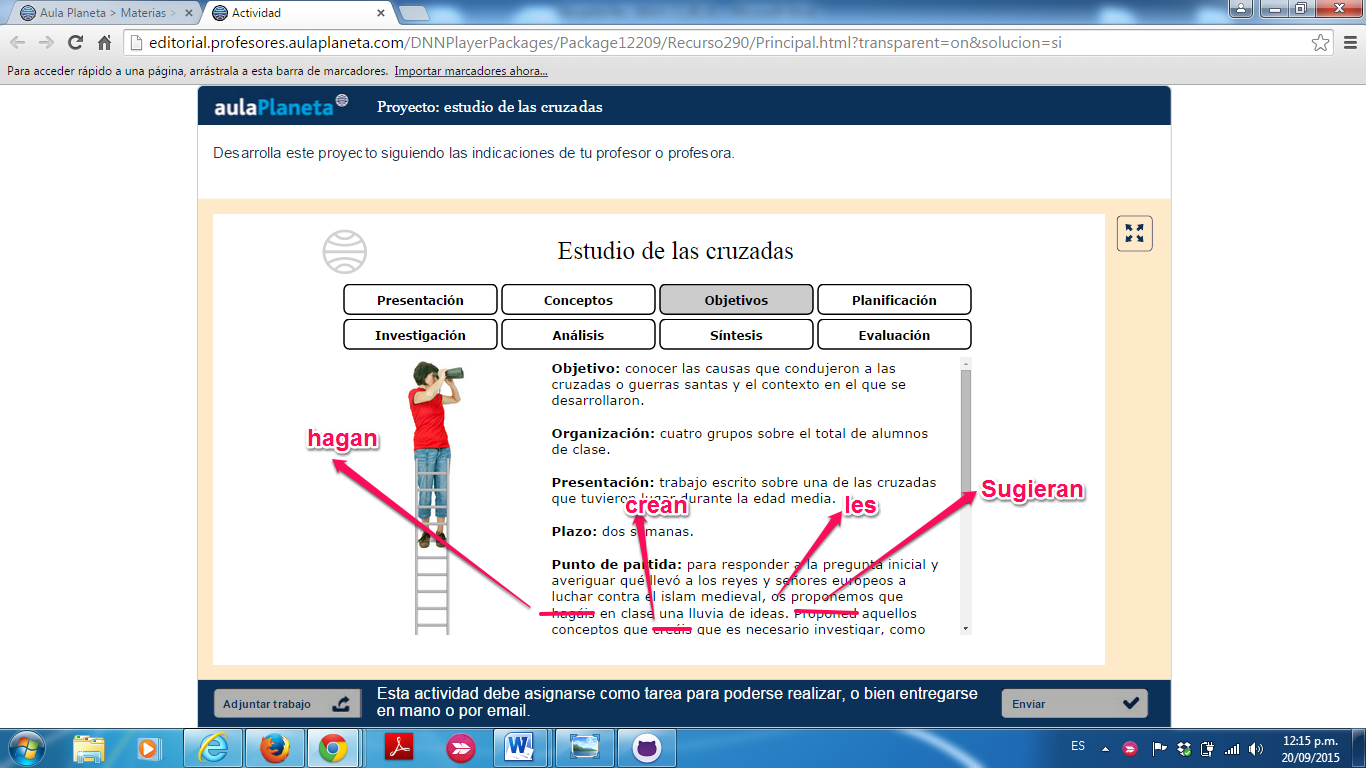 Aula Planeta > Materias >
Actividad
editorial.profesores.aulaplaneta.com/DNNPlayerPackages/Package12209/Recurso290/Principal.html?transparent=on&solucion=si
Para acceder rápido a una página, arrástrala a esta barra de marcadores. Importar marcadores ahora...
aulaPlaneta Proyecto: estudio de las cruzadas
Desarrolla este proyecto siguiendo las indicaciones de tu profesor o profesora.
Estudio de las cruzadas
Presentación Conceptos Objetivos Planificación
Investigación Análisis Síntesis Evaluación
Objetivo: conocer las causas que condujeron a las
cruzadas o guerras santas y el contexto en el que se
desarrollaron.
hagan
Organización: cuatro grupos sobre el total de alumnos
de clase.
Presentación: trabajo escrito sobre una de las cruzadas
que tuvieron lugar durante la edad media.
Sugieran
crean
les
Plazo: dos semanas.
Punto de partida: para responder a la pregunta inicial y
averiguar qué llevó a los reyes y señores europeos a
luchar contra el islam medieval, os proponemos que
hagáis en clase una lluvia de ideas. Proponed aquellos
conceptos que creáis que es necesario investigar, como
Adjuntar trabajo
Esta actividad debe asignarse como tarea para poderse realizar, o bien entregarse
en mano o por email.
Enviar
ES
12:15 p.m.
20/09/2015